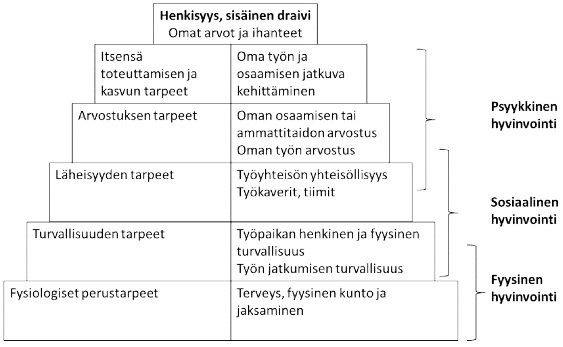 Henkisyys, sisäinen draivi
Omat arvot ja ihanteet
Itsensä
toteuttamisen ja
kasvun tarpeet
Oma työn ja
osaamisen jatkuva
kehittäminen
Arvostuksen tarpeet
Oman osaamisen tai
ammattitaidon arvostus
Oman työn arvostus
Läheisyyden tarpeet
Työyhteisön yhteisöllisyys
Työkaverit, tiimit
Turvallisuuden tarpeet
Työpaikan henkinen ja fyysinen
turvallisuus
Työn jatkumisen turvallisuus
Fysiologiset perustarpeet
Terveys, fyysinen kunto ja
jaksaminen
Psyykkinen
hyvinvointi
Sosiaalinen
hyvinvointi
Fyysinen
hyvinvointi